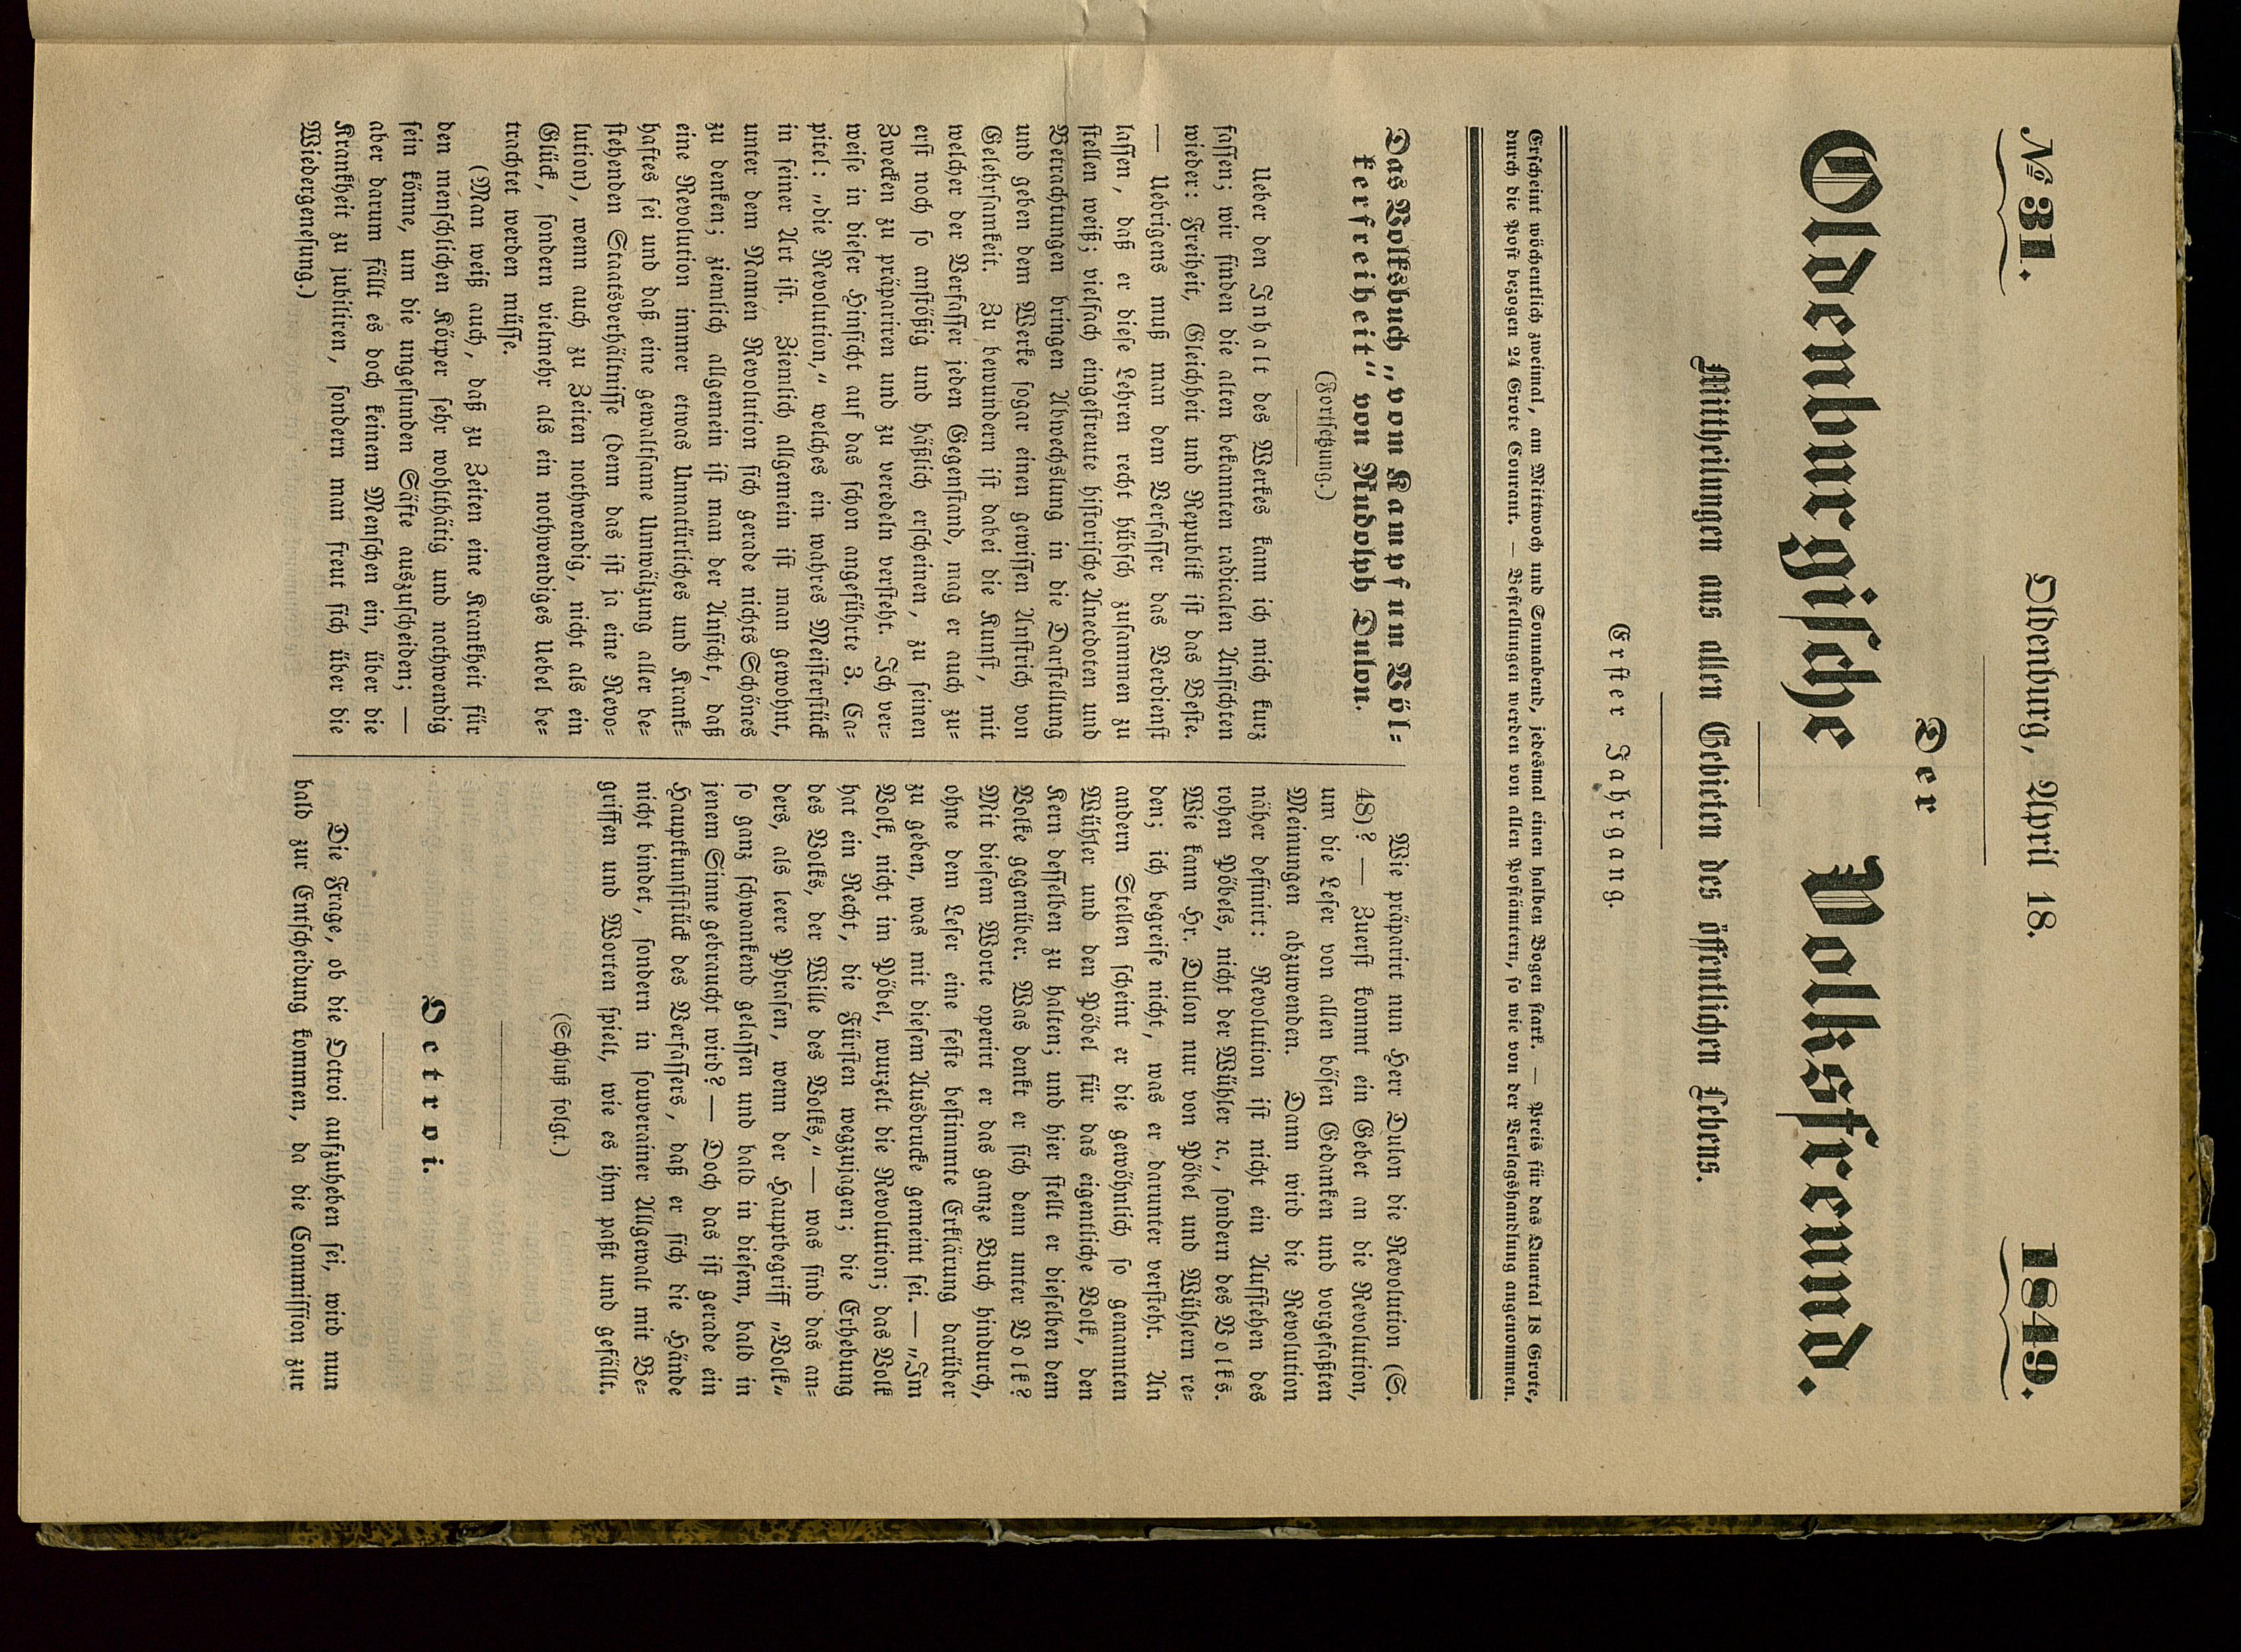 № 31.
Oldenburg, April 18.
1849.
Der
Oldenburgische Volksfreund.
Mittheilungen aus allen Gebieten des öffentlichen Lebens.
Erster Jahrgang.
Erscheint wöchentlich zweimal, am Mittwoch und Sonnabend, jedesmal einen halben Bogen stark. — Preis für das Quartal 18 Grote,
durch die Post bezogen 24 Grote Courant. — Bestellungen werden von allen Postämtern, so wie von der Verlagshandlung angenommen.
Das Volksbuch „vom Kampf um Völ-
kerfreiheit“ von Rudolph Dulon.
(Fortsetzung.)
Ueber den Inhalt des Werkes kann ich mich kurz
fassen; wir finden die alten bekannten radicalen Ansichten
wieder: Freiheit, Gleichheit und Republik ist das Beste.
— Uebrigens muß man dem Verfasser das Verdienst
lassen, daß er diese Lehren recht hübsch zusammen zu
stellen weiß; vielfach eingestreute historische Anecdoten und
Betrachtungen bringen Abwechslung in die Darstellung
und geben dem Werke sogar einen gewissen Anstrich von
Gelehrsamkeit. Zu bewundern ist dabei die Kunst, mit
welcher der Verfasser jeden Gegenstand, mag er auch zu-
erst noch so anstößig und häßlich erscheinen, zu seinen
Zwecken zu präpariren und zu veredeln versteht. Ich ver-
weise in dieser Hinsicht auf das schon angeführte 3. Ca-
pitel: „die Revolution,“ welches ein wahres Meisterstück
in seiner Art ist. Ziemlich allgemein ist man gewohnt,
unter dem Namen Revolution sich gerade nichts Schönes
zu denken; ziemlich allgemein ist man der Ansicht, daß
eine Revolution immer etwas Unnatürliches und Krank-
haftes sei und daß eine gewaltsame Umwälzung aller be-
stehenden Staatsverhältnisse (denn das ist ja eine Revo-
lution), wenn auch zu Zeiten nothwendig, nicht als ein
Glück, sondern vielmehr als ein nothwendiges Uebel be-
trachtet werden müsse.
(Man weiß auch, daß zu Zeiten eine Krankheit für
den menschlichen Körper sehr wohlthätig und nothwendig
sein könne, um die ungesunden Säfte auszuscheiden; —
aber darum fällt es doch keinem Menschen ein, über die
Krankheit zu jubiliren, sondern man freut sich über die
Wiedergenesung.)
Wie präparirt nun Herr Dulon die Revolution (S.
48)? — Zuerst kommt ein Gebet an die Revolution,
um die Leser von allen bösen Gedanken und vorgefaßten
Meinungen abzuwenden. Dann wird die Revolution
näher definirt: Revolution ist nicht ein Aufstehen des
rohen Pöbels, nicht der Wühler ꝛc., sondern des Volks.
Wie kann Hr. Dulon nur von Pöbel und Wühlern re-
den; ich begreife nicht, was er darunter versteht. An
andern Stellen scheint er die gewöhnlich so genannten
Wühler und den Pöbel für das eigentliche Volk, den
Kern desselben zu halten; und hier stellt er dieselben dem
Volke gegenüber. Was denkt er sich denn unter Volk?
Mit diesem Worte operirt er das ganze Buch hindurch,
ohne dem Leser eine feste bestimmte Erklärung darüber
zu geben, was mit diesem Ausdrucke gemeint sei. — „Im
Volk, nicht im Pöbel, wurzelt die Revolution; das Volk
hat ein Recht, die Fürsten wegzujagen; die Erhebung
des Volks, der Wille des Volks,“ — was sind das an-
ders, als leere Phrasen, wenn der Hauptbegriff „Volk“
so ganz schwankend gelassen und bald in diesem, bald in
jenem Sinne gebraucht wird? — Doch das ist gerade ein
Hauptkunststück des Verfassers, daß er sich die Hände
nicht bindet, sondern in souverainer Allgewalt mit Be-
griffen und Worten spielt, wie es ihm paßt und gefällt.
(Schluß folgt.)
Octroi.
Die Frage, ob die Octroi aufzuheben sei, wird nun
bald zur Entscheidung kommen, da die Commission zur